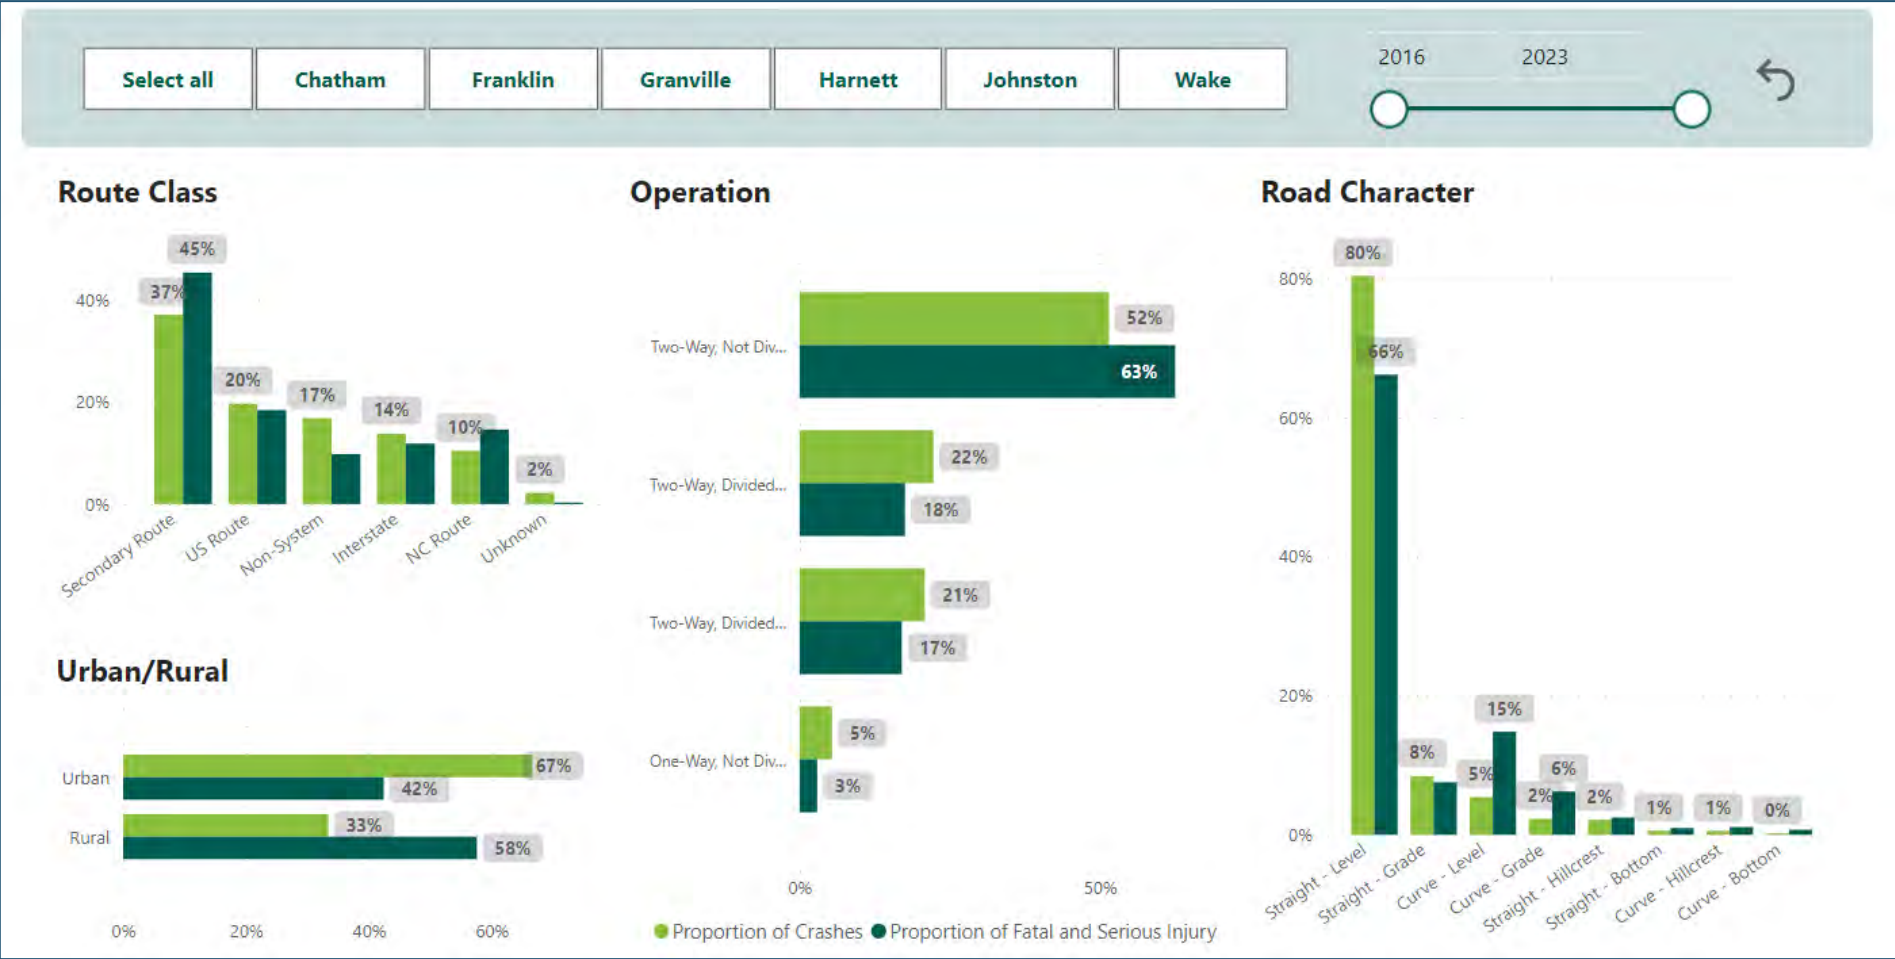 Select all Chatham Franklin Granville Harnett Johnston Wake
2016 2023
Route Class
45%
37%
40%
20%
17%
14%
10%
20%
2%
0%
Secondary Route US Route Non-System Interstate NC Route Unknown
Urban/Rural
Urban 67%
42%
Rural 33%
58%
0% 20% 40% 60%
Operation
Two-Way, Not Div... 52%
63%
Two-Way, Divided... 22%
18%
Two-Way, Divided... 21%
17%
One-Way, Not Div... 5%
3%
0% 50%
Proportion of Crashes Proportion of Fatal and Serious Injury
Road Character
80%
80%
66%
60%
40%
20%
15%
8%
5%
6%
2%
2%
1%
1%
0%
0%
Straight - Level Straight - Grade Curve - Level Curve - Grade Straight - Hillcrest Straight - Bottom Curve - Hillcrest Curve - Bottom